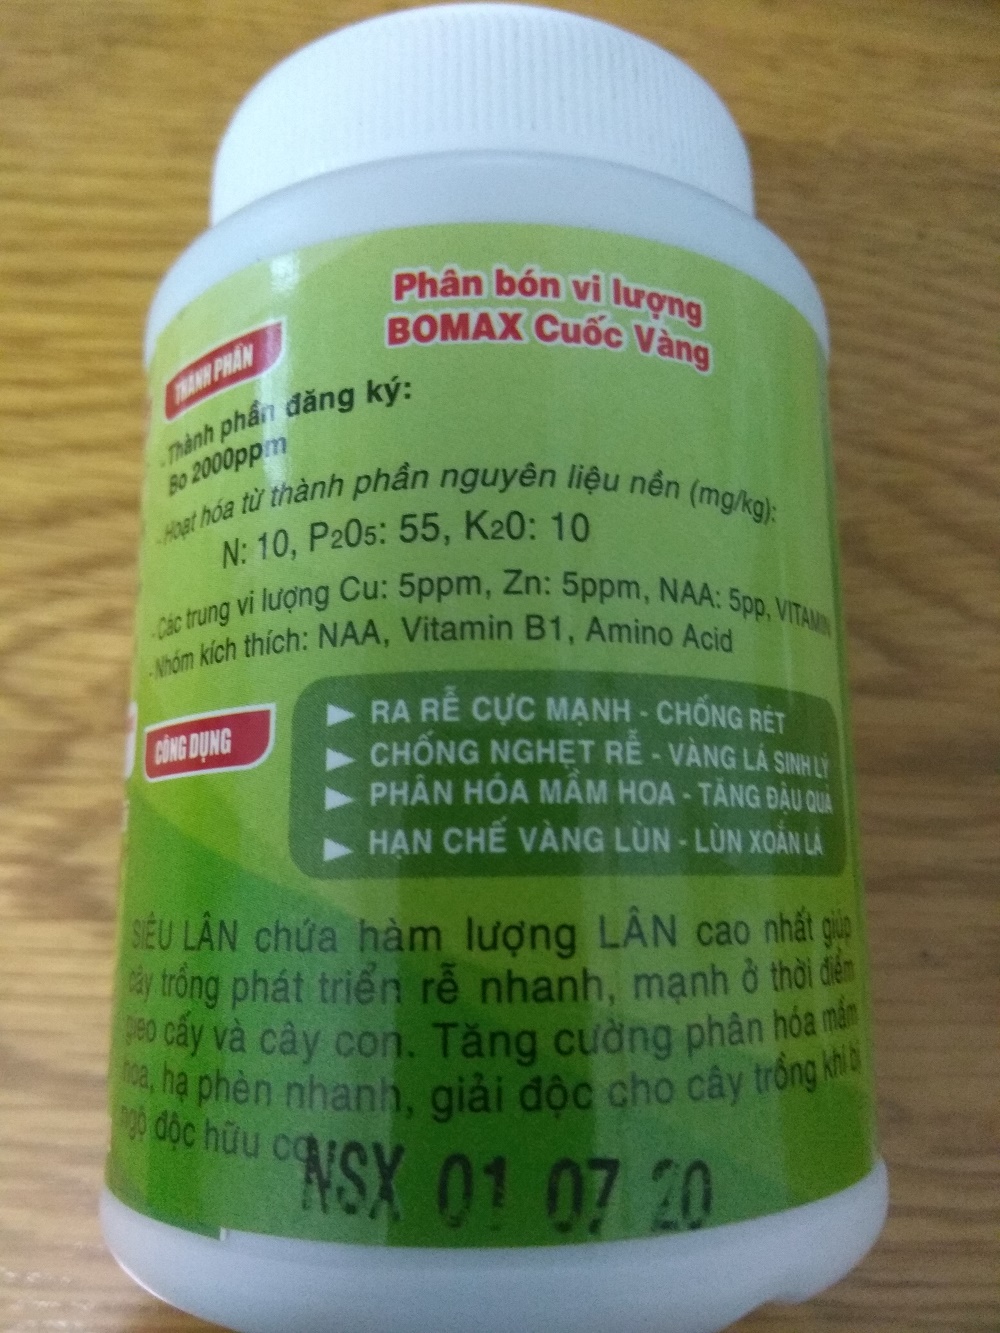 Phân bón vi lượng
BOMAX Cuốc Vàng
THÀNH PHẦN
- Thành phần đăng ký:
Bo 2000ppm
- Hoạt hóa từ thành phần nguyên liệu nền (mg/kg):
N: 10, P2O5: 55, K2O: 10
- Các trung vi lượng Cu: 5ppm, Zn: 5ppm, NAA: 5pp, VITAMIN
- Nhóm kích thích: NAA, Vitamin B1, Amino Acid
CÔNG DỤNG
► RA RỄ CỰC MẠNH - CHỐNG RÉT
► CHỐNG NGHẸT RỄ - VÀNG LÁ SINH LÝ
► PHÂN HÓA MẦM HOA - TĂNG ĐẬU QUẢ
► HẠN CHẾ VÀNG LÙN - LÙN XOẮN LÁ
SIÊU LÂN chứa hàm lượng LÂN cao nhất giúp
cây trồng phát triển rễ nhanh, mạnh ở thời điểm
gieo cấy và cây con. Tăng cường phân hóa mầm
hoa, hạ phèn nhanh, giải độc cho cây trồng khi bị
ngộ độc hữu cơ
NSX 01 07 20